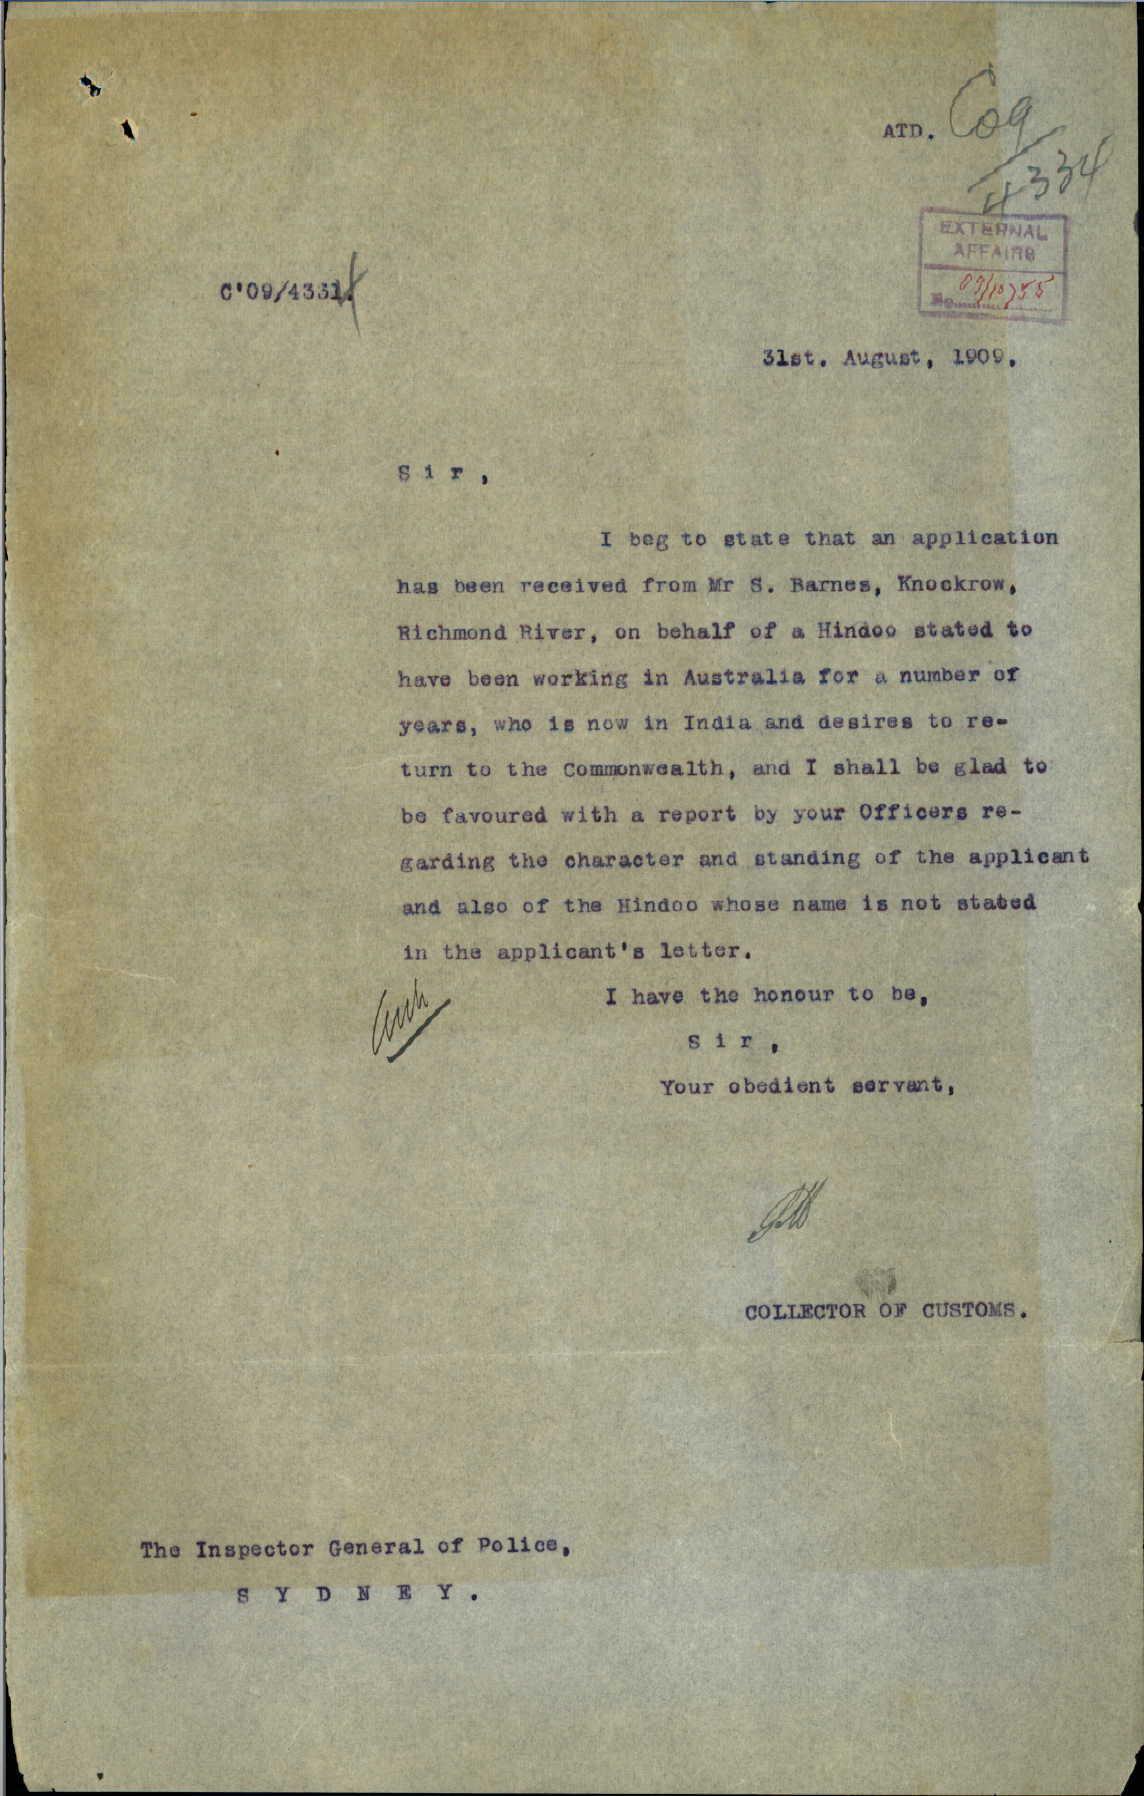 ATD. C09
/4334
EXTERNAL
AFFAIRS
No. 09/10755
C'09/4331.
31st. August, 1909.
S i r ,
I beg to state that an application
has been received from Mr S. Barnes, Knockrow,
Richmond River, on behalf of a Hindoo stated to
have been working in Australia for a number of
years, who is now in India and desires to re-
turn to the Commonwealth, and I shall be glad to
be favoured with a report by your Officers re-
garding the character and standing of the applicant
and also of the Hindoo whose name is not stated
in the applicant's letter.
I have the honour to be,
S i r ,
Your obedient servant,
COLLECTOR OF CUSTOMS.
The Inspector General of Police,
S Y D N E Y .